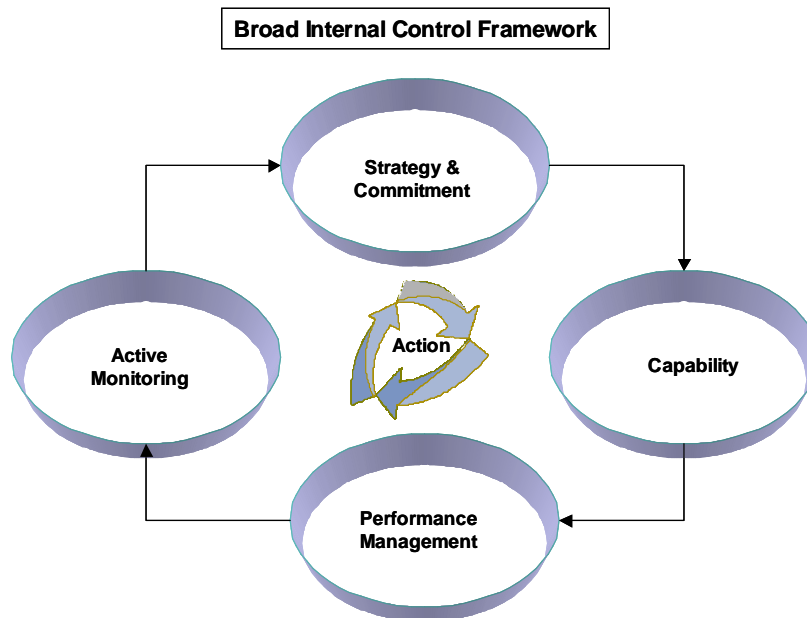 Broad Internal Control Framework
Strategy &
Commitment
Active
Monitoring
Action
Capability
Performance
Management